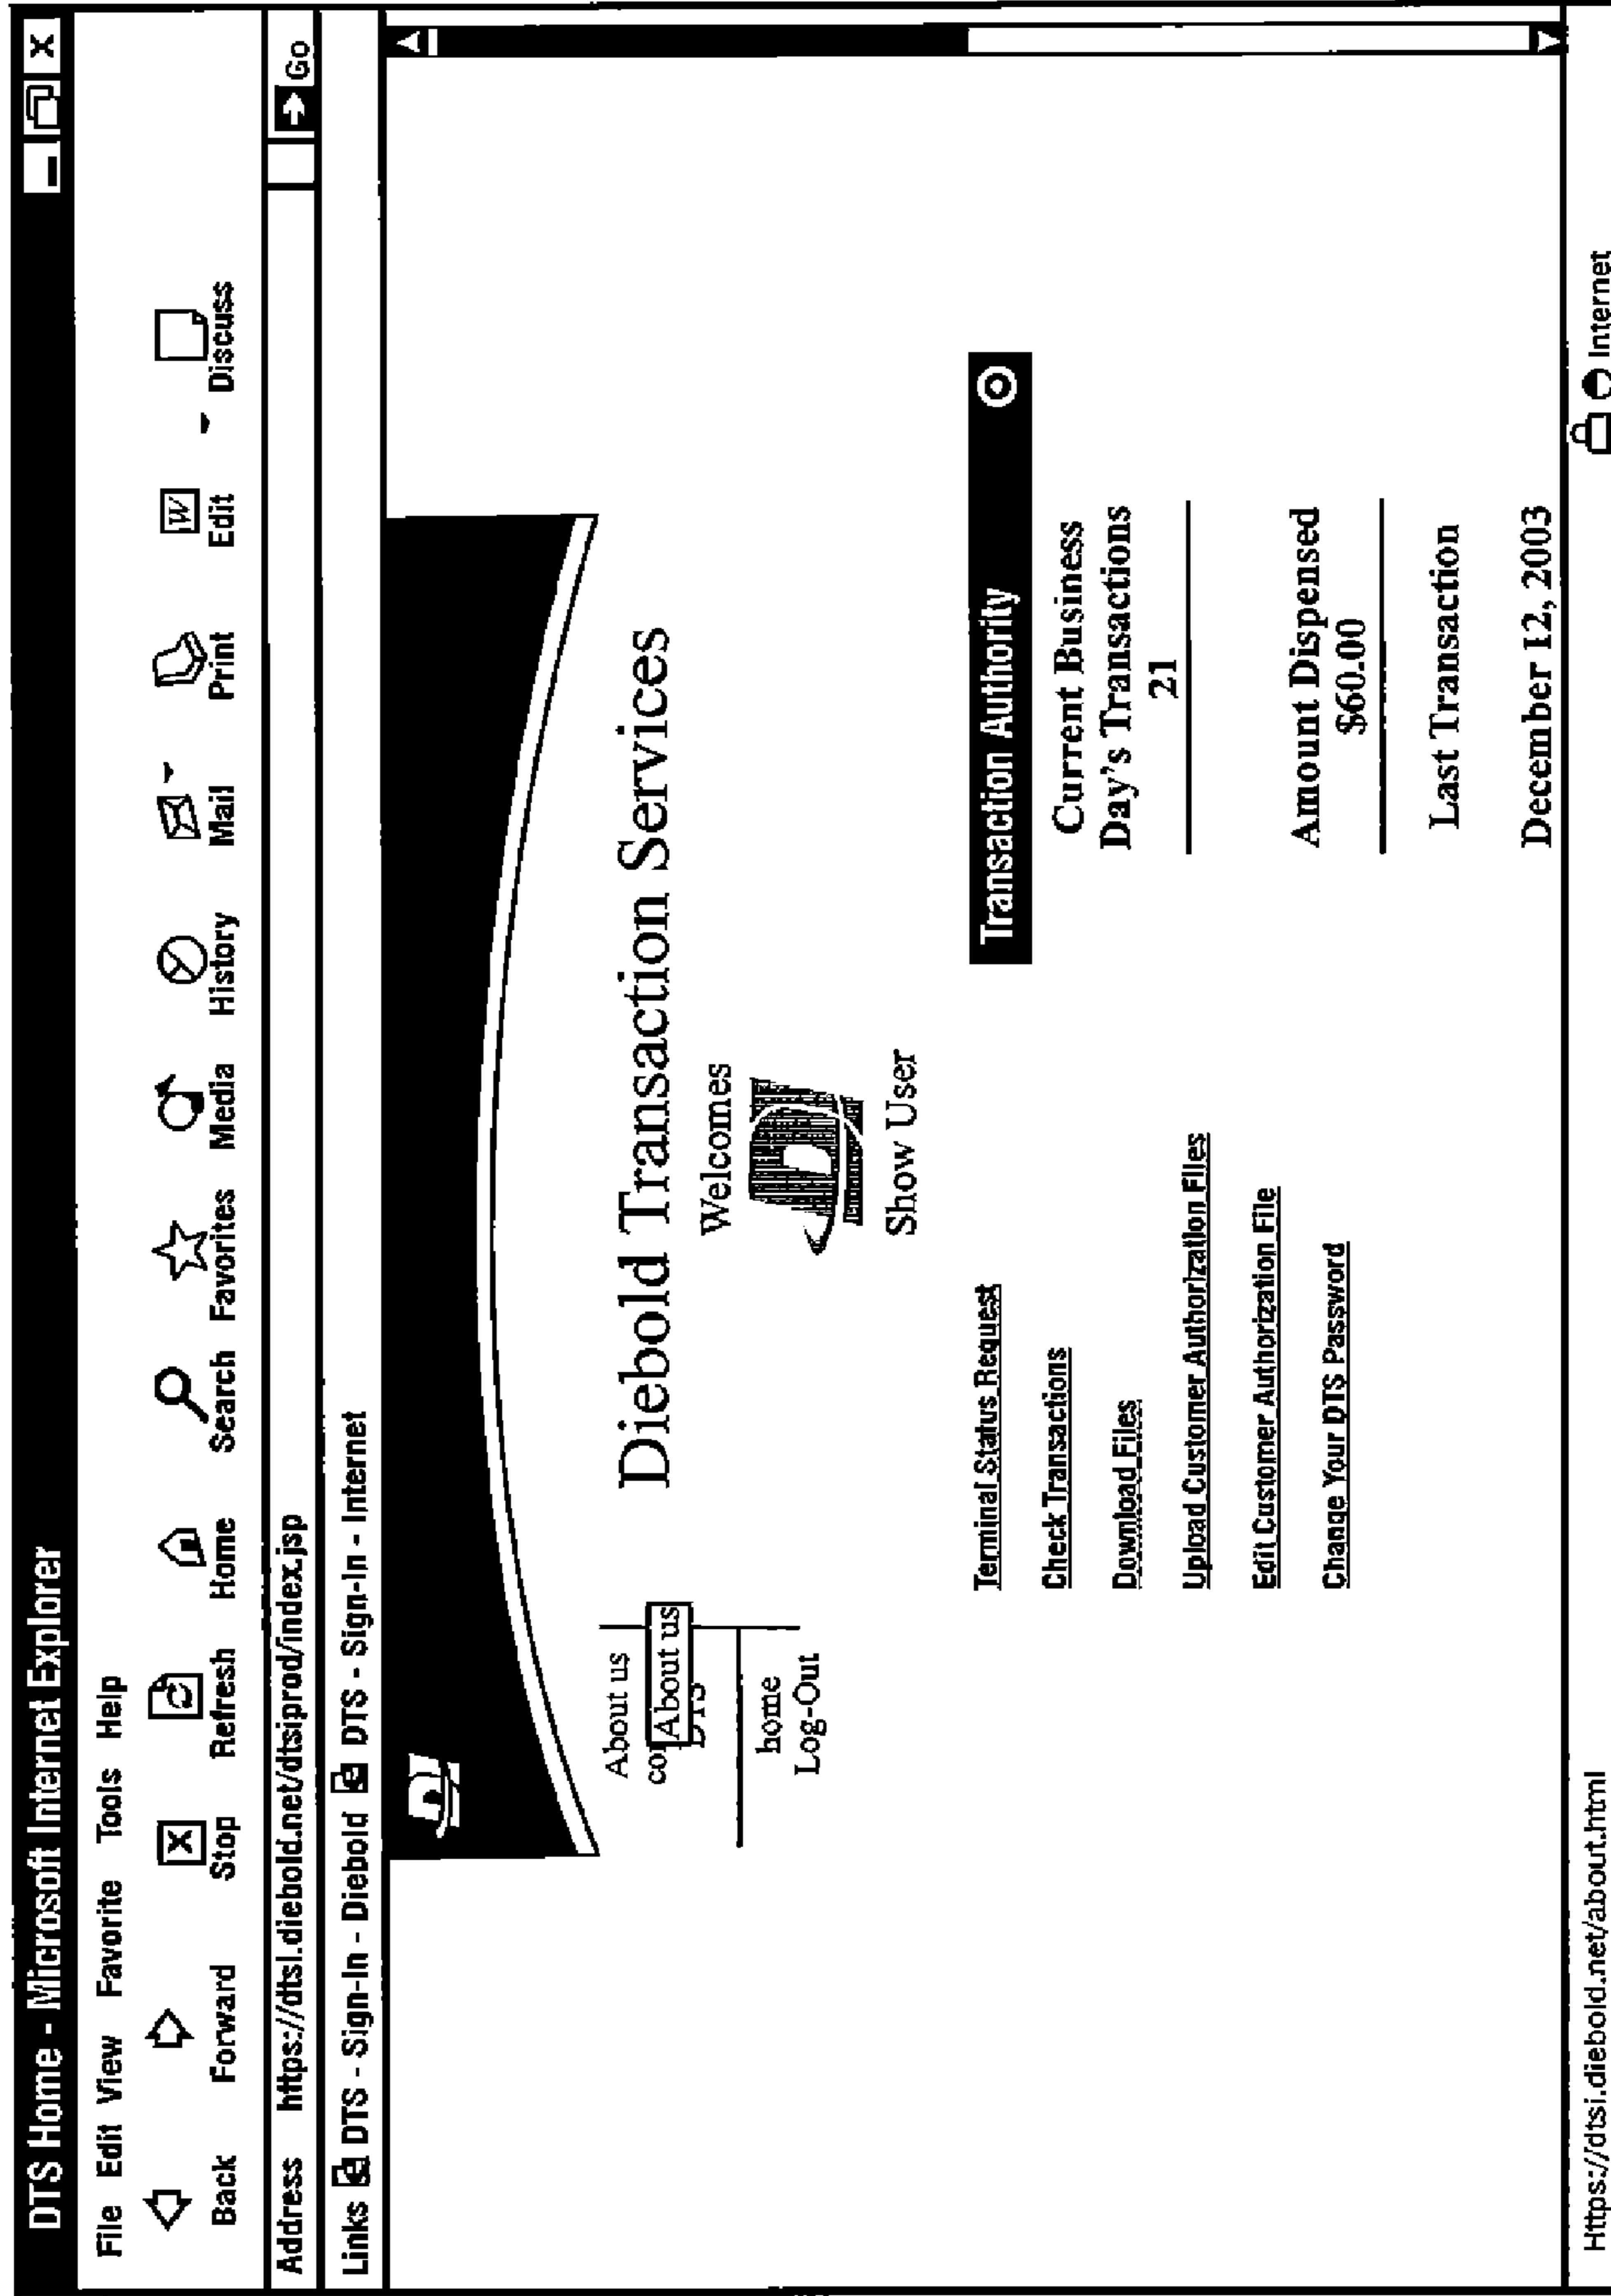 DTS Home - Microsoft Internet Explorer
File Edit View Favorite Tools Help
Back Forward Stop Refresh Home Search Favorites Media History Mail Print Edit Discuss
Address https://dtsi.diebold.net/dtsiprod/index.jsp Go
Links DTS - Sign-In - Diebold DTS - Sign-In - Internet
Diebold Transaction Services
Welcomes
Show User
About us
About us
DTS
home
Log-Out
Terminal Status Request
Check Transactions
Download Files
Upload Customer Authorization Files
Edit Customer Authorization File
Change Your DTS Password
Transaction Authority
Current Business
Day's Transactions
21
Amount Dispensed
$60.00
Last Transaction
December 12, 2003
Https://dtsi.diebold.net/about.html Internet